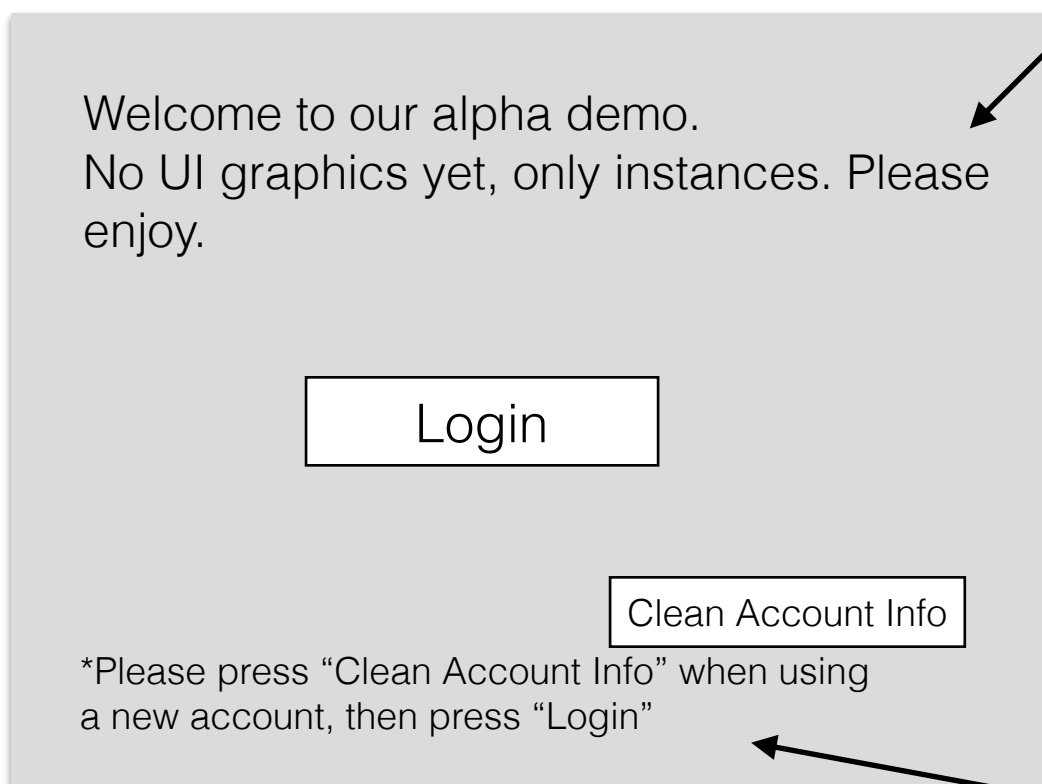 Welcome to our alpha demo.
No UI graphics yet, only instances. Please
enjoy.
Login
Clean Account Info
*Please press “Clean Account Info” when using
a new account, then press “Login”